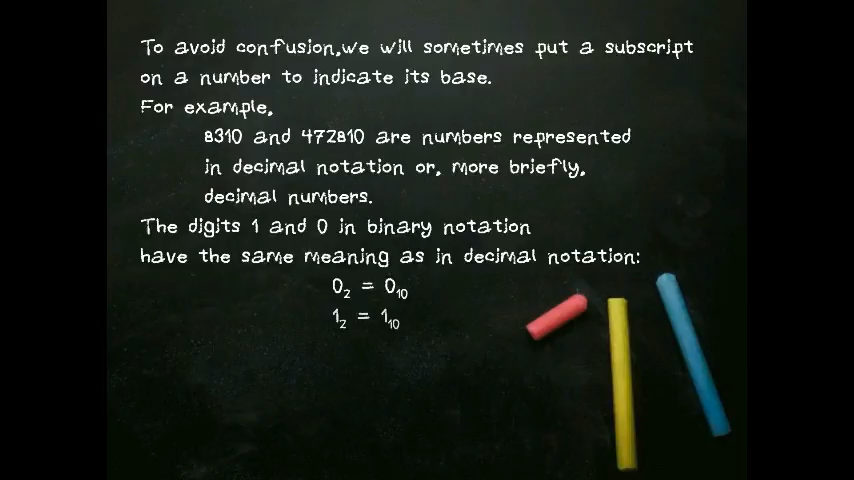 To avoid confusion,we will sometimes put a subscript
on a number to indicate its base.
For example,
8310 and 472810 are numbers represented
in decimal notation or, more briefly,
decimal numbers.
The digits 1 and 0 in binary notation
have the same meaning as in decimal notation:
0₂ = 0₁₀
1₂ = 1₁₀